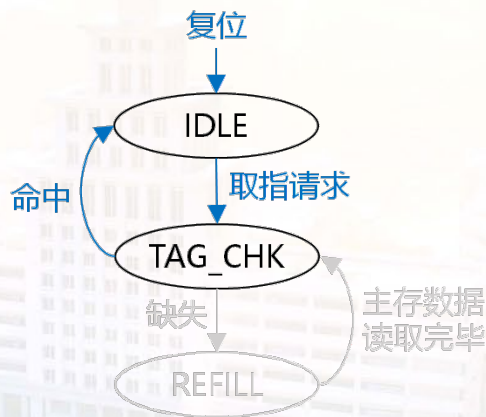 复位
IDLE
取指请求
命中
TAG_CHK
缺失
主存数据
读取完毕
REFILL